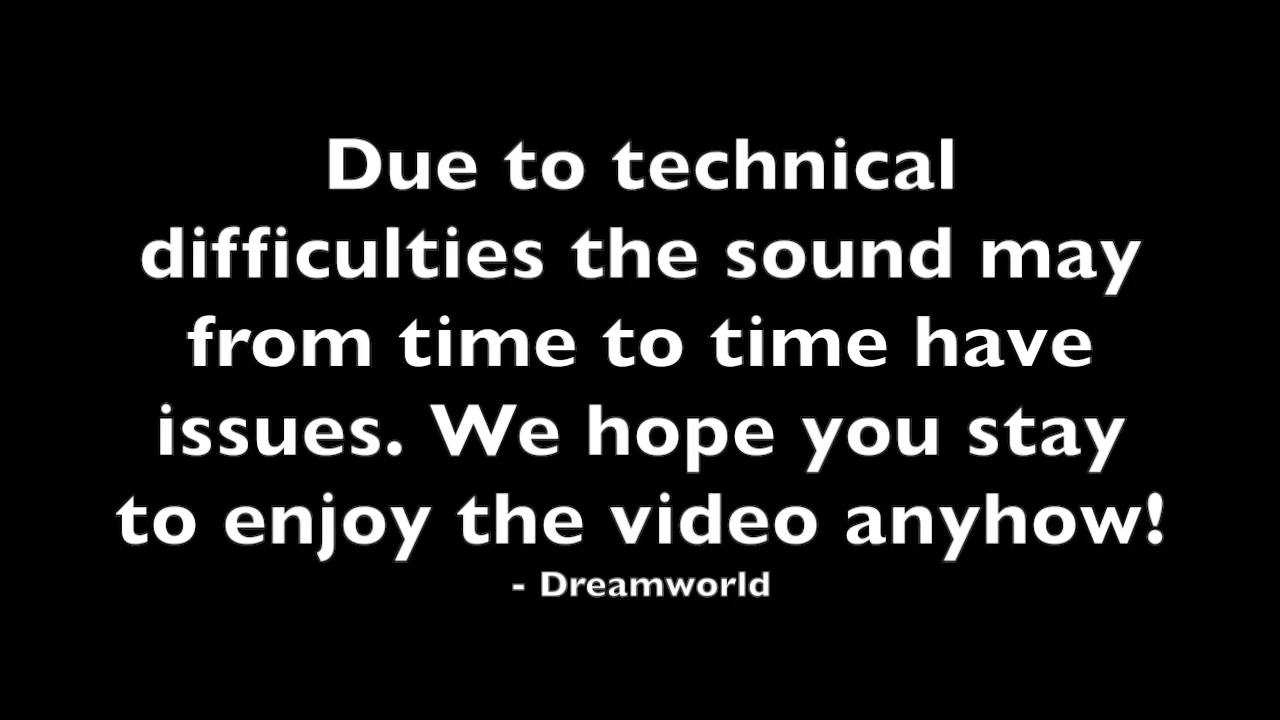 Due to technical
difficulties the sound may
from time to time have
issues. We hope you stay
to enjoy the video anyhow!
- Dreamworld